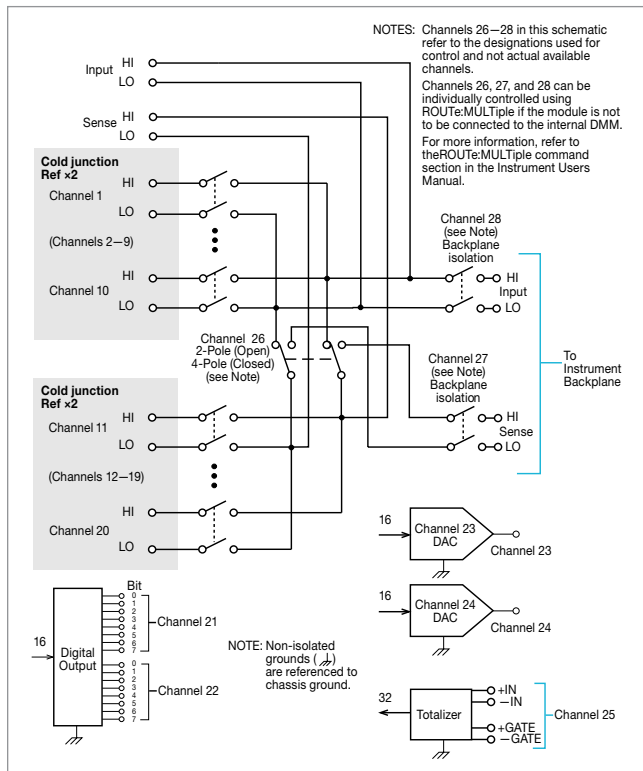 NOTES: Channels 26—28 in this schematic
refer to the designations used for
control and not actual available
channels.
Channels 26, 27, and 28 can be
individually controlled using
ROUTe:MULTiple if the module is not
to be connected to the internal DMM.
For more information, refer to
theROUTe:MULTiple command
section in the Instrument Users
Manual.
Input HI
LO
Sense HI
LO
Cold junction
Ref ×2
HI
Channel 1
LO
(Channels 2—9)
HI
Channel 10
LO
Channel 28
(see Note)
Backplane
isolation
HI
Input
LO
Channel 26
2-Pole (Open)
4-Pole (Closed)
(see Note)
Channel 27
(see Note)
Backplane
isolation
HI
Sense
LO
To
Instrument
Backplane
Cold junction
Ref ×2
HI
Channel 11
LO
(Channels 12—19)
HI
Channel 20
LO
16
Channel 23
DAC
Channel 23
16
Channel 24
DAC
Channel 24
Bit
0
1
2
3
4
5
6
7
Channel 21
16
Digital
Output
0
1
2
3
4
5
6
7
Channel 22
NOTE: Non-isolated
grounds ( )
are referenced to
chassis ground.
32
Totalizer
+IN
—IN
+GATE
—GATE
Channel 25